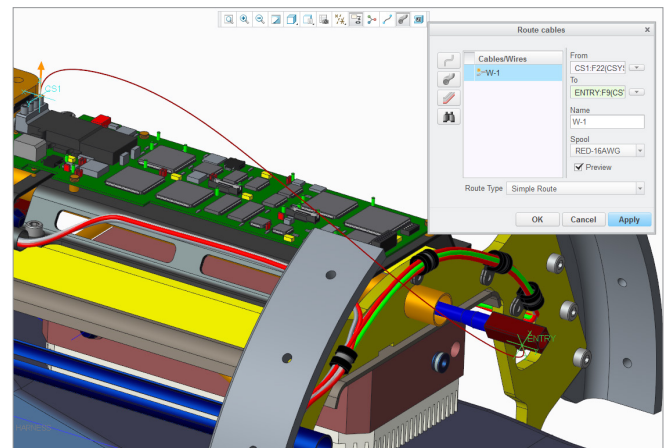 Route cables
x
Cables/Wires
W-1
From
CS1:F22(CSYS
To
ENTRY:F9(CS
Name
W-1
Spool
RED-16AWG
Preview
Route Type
Simple Route
OK
Cancel
Apply
CS1
ENTRY
HARNESS